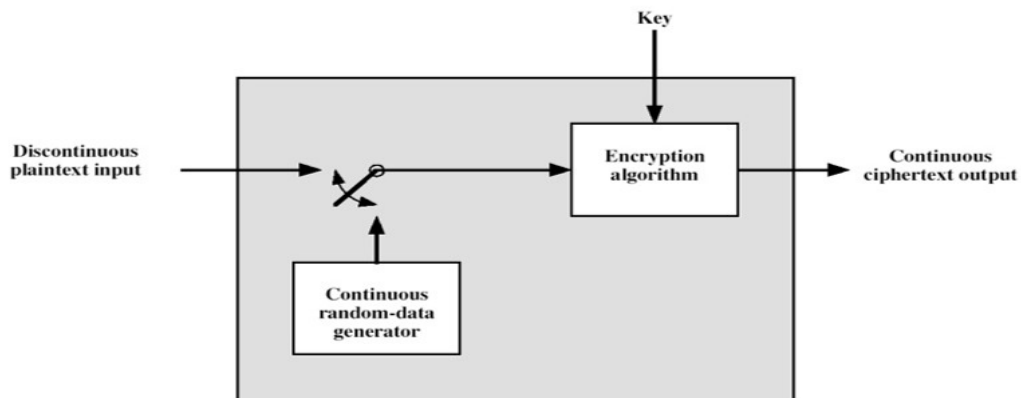 Key
Discontinuous
plaintext input
Encryption
algorithm
Continuous
ciphertext output
Continuous
random-data
generator